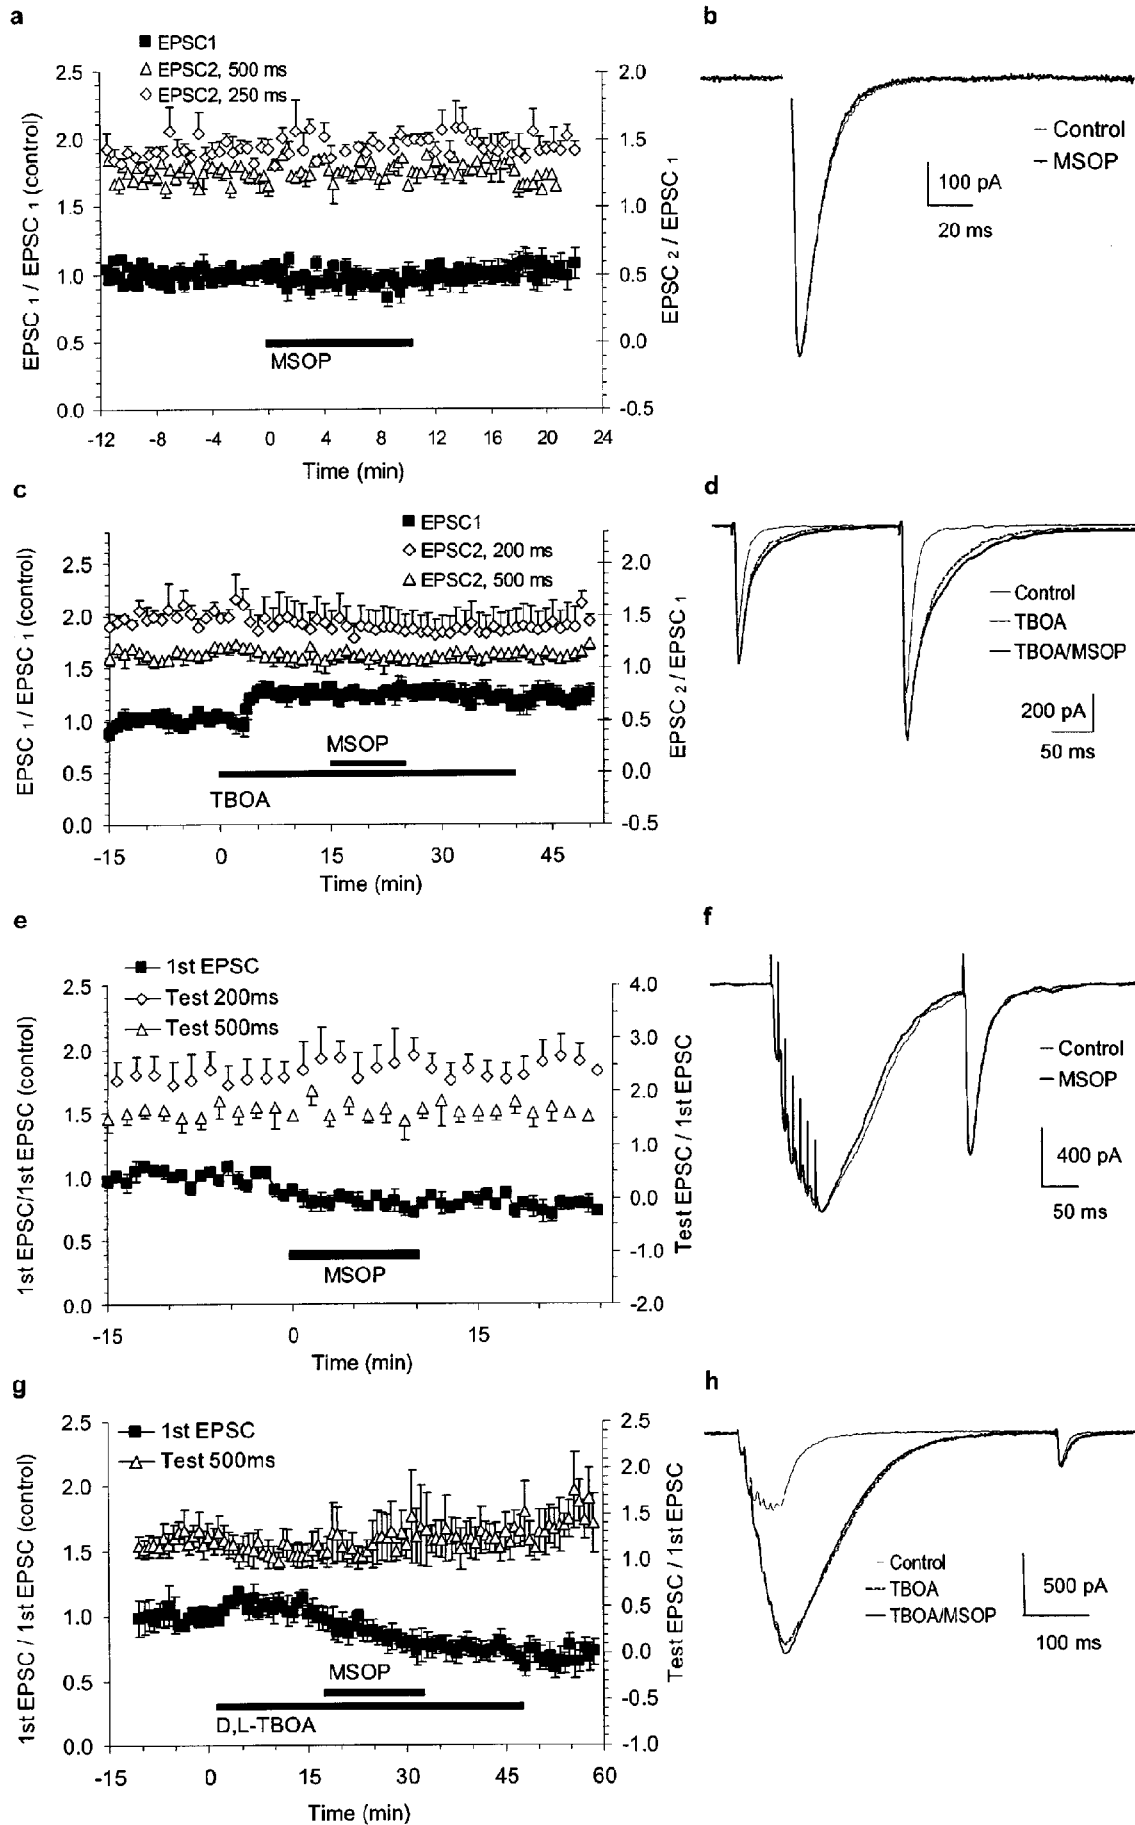 a
EPSC1
EPSC2, 500 ms
EPSC2, 250 ms
2.5
2.0
1.5
1.0
0.5
0.0
EPSC 1 / EPSC 1 (control)
2.0
1.5
1.0
0.5
0.0
-0.5
EPSC 2 / EPSC 1
MSOP
-12 -8 -4 0 4 8 12 16 20 24
Time (min)
b
Control
MSOP
100 pA
20 ms
c
EPSC1
EPSC2, 200 ms
EPSC2, 500 ms
2.5
2.0
1.5
1.0
0.5
0.0
EPSC 1 / EPSC 1 (control)
2.0
1.5
1.0
0.5
0.0
-0.5
EPSC 2 / EPSC 1
MSOP
TBOA
-15 0 15 30 45
Time (min)
d
Control
TBOA
TBOA/MSOP
200 pA
50 ms
e
1st EPSC
Test 200ms
Test 500ms
2.5
2.0
1.5
1.0
0.5
0.0
1st EPSC/1st EPSC (control)
4.0
3.0
2.0
1.0
0.0
-1.0
-2.0
Test EPSC / 1st EPSC
MSOP
-15 0 15
Time (min)
f
Control
MSOP
400 pA
50 ms
g
1st EPSC
Test 500ms
2.5
2.0
1.5
1.0
0.5
0.0
1st EPSC / 1st EPSC (control)
2.5
2.0
1.5
1.0
0.5
0.0
-0.5
-1.0
Test EPSC / 1st EPSC
MSOP
D,L-TBOA
-15 0 15 30 45 60
Time (min)
h
Control
TBOA
TBOA/MSOP
500 pA
100 ms